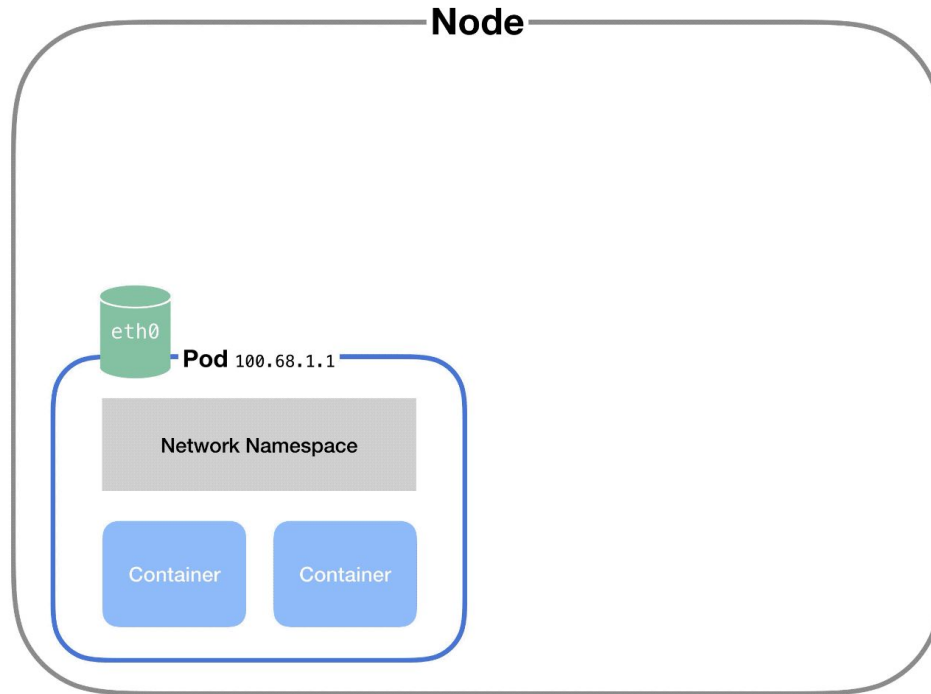 Node
eth0
Pod 100.68.1.1
Network Namespace
Container
Container